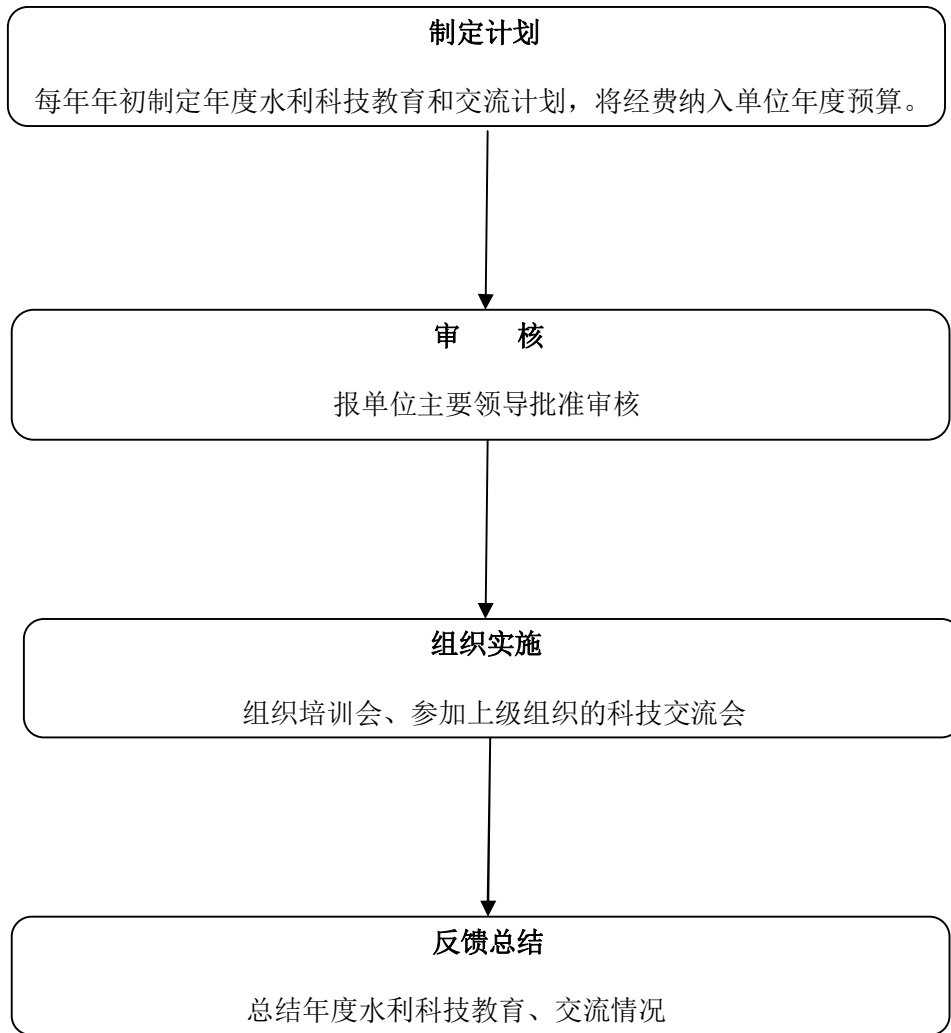 制定计划
每年年初制定年度水利科技教育和交流计划，将经费纳入单位年度预算。
审　　核
报单位主要领导批准审核
组织实施
组织培训会、参加上级组织的科技交流会
反馈总结
总结年度水利科技教育、交流情况